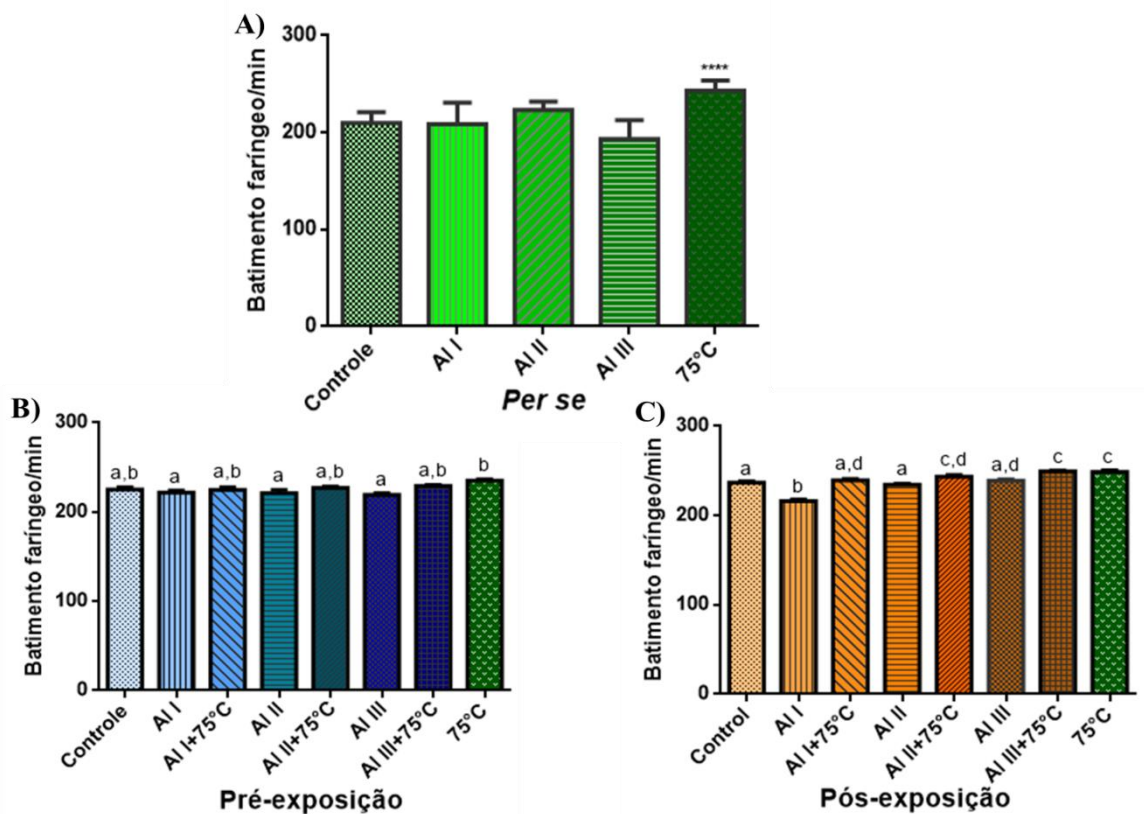 A)
Batimento faríngeo/min
300
200
100
0
****
Controle
Al I
Al II
Al III
75°C
Per se
B)
Batimento faríngeo/min
300
200
100
0
a,b
a
a,b
a
a,b
a
a,b
b
Controle
Al I
Al I+75°C
Al II
Al II+75°C
Al III
Al III+75°C
75°C
Pré-exposição
C)
Batimento faríngeo/min
300
200
100
0
a
b
a,d
a
c,d
a,d
c
c
Control
Al I
Al I+75°C
Al II
Al II+75°C
Al III
Al III+75°C
75°C
Pós-exposição